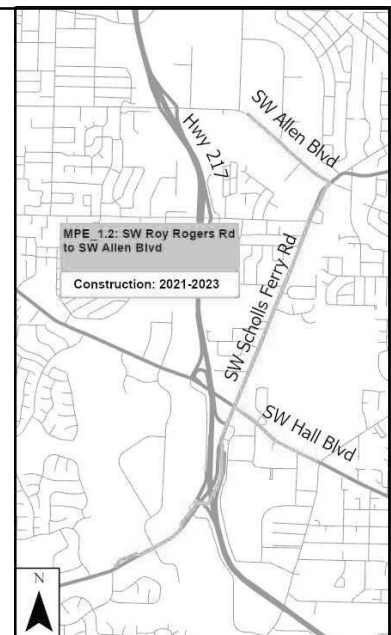 SW Allen Blvd
Hwy 217
MPE_1.2: SW Roy Rogers Rd
to SW Allen Blvd
Construction: 2021-2023
SW Scholls Ferry Rd
SW Hall Blvd
N